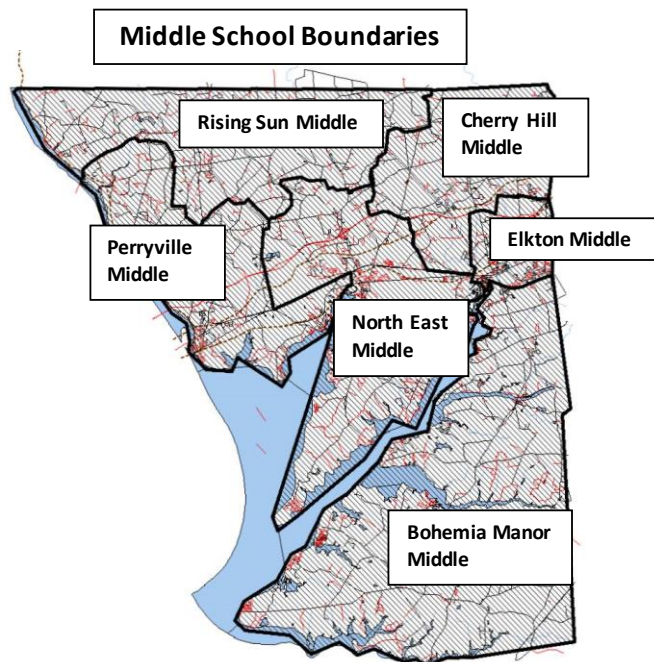 Middle School Boundaries
Rising Sun Middle
Cherry Hill
Middle
Perryville
Middle
Elkton Middle
North East
Middle
Bohemia Manor
Middle